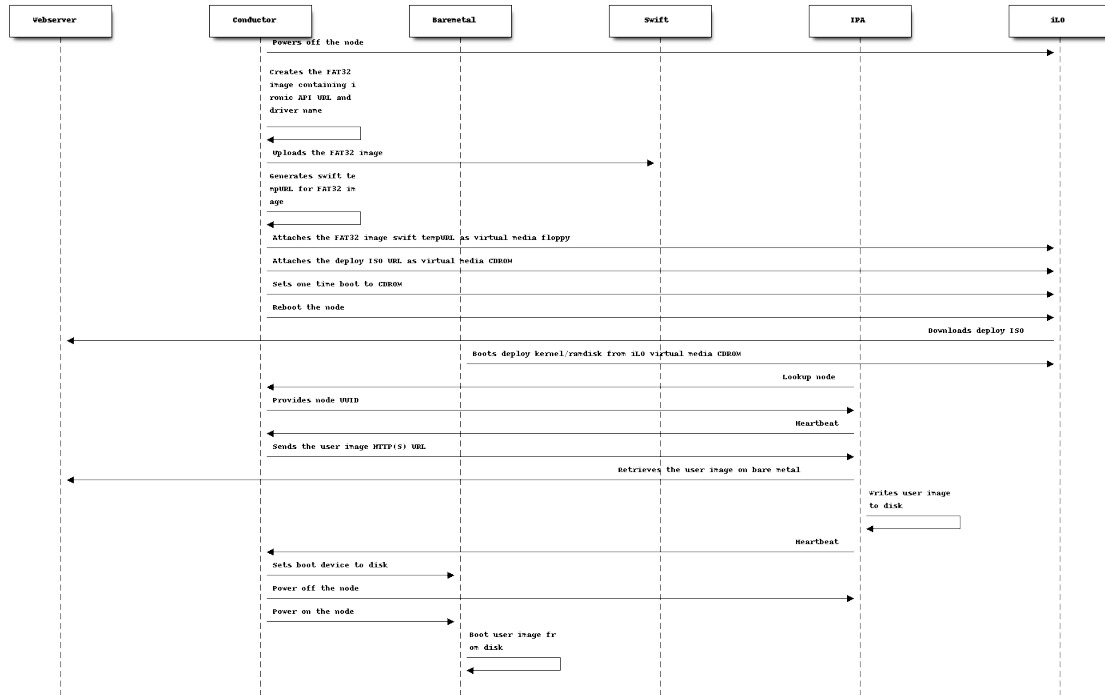 Webserver Conductor Baremetal Swift IPA iLO
Powers off the node
Creates the FAT32
image containing i
ronic API URL and
driver name
Uploads the FAT32 image
Generates swift te
mpURL for FAT32 im
age
Attaches the FAT32 image swift tempURL as virtual media floppy
Attaches the deploy ISO URL as virtual media CDROM
Sets one time boot to CDROM
Reboot the node
Downloads deploy ISO
Boots deploy kernel/ramdisk from iLO virtual media CDROM
Lookup node
Provides node UUID
Heartbeat
Sends the user image HTTP(S) URL
Retrieves the user image on bare metal
Writes user image
to disk
Heartbeat
Sets boot device to disk
Power off the node
Power on the node
Boot user image fr
om disk